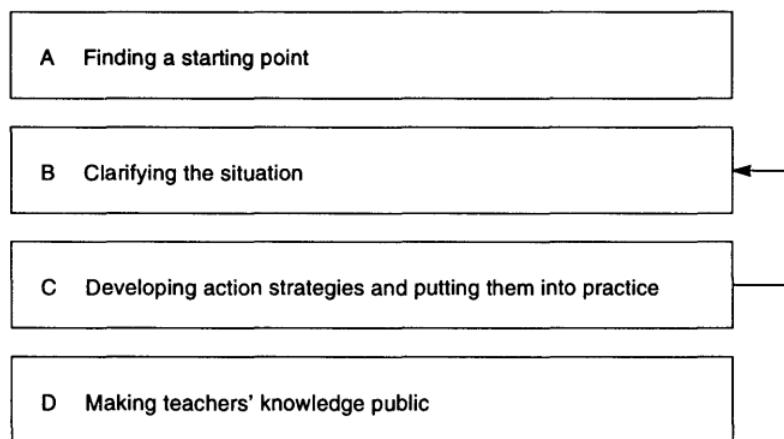 A Finding a starting point
B Clarifying the situation
C Developing action strategies and putting them into practice
D Making teachers' knowledge public